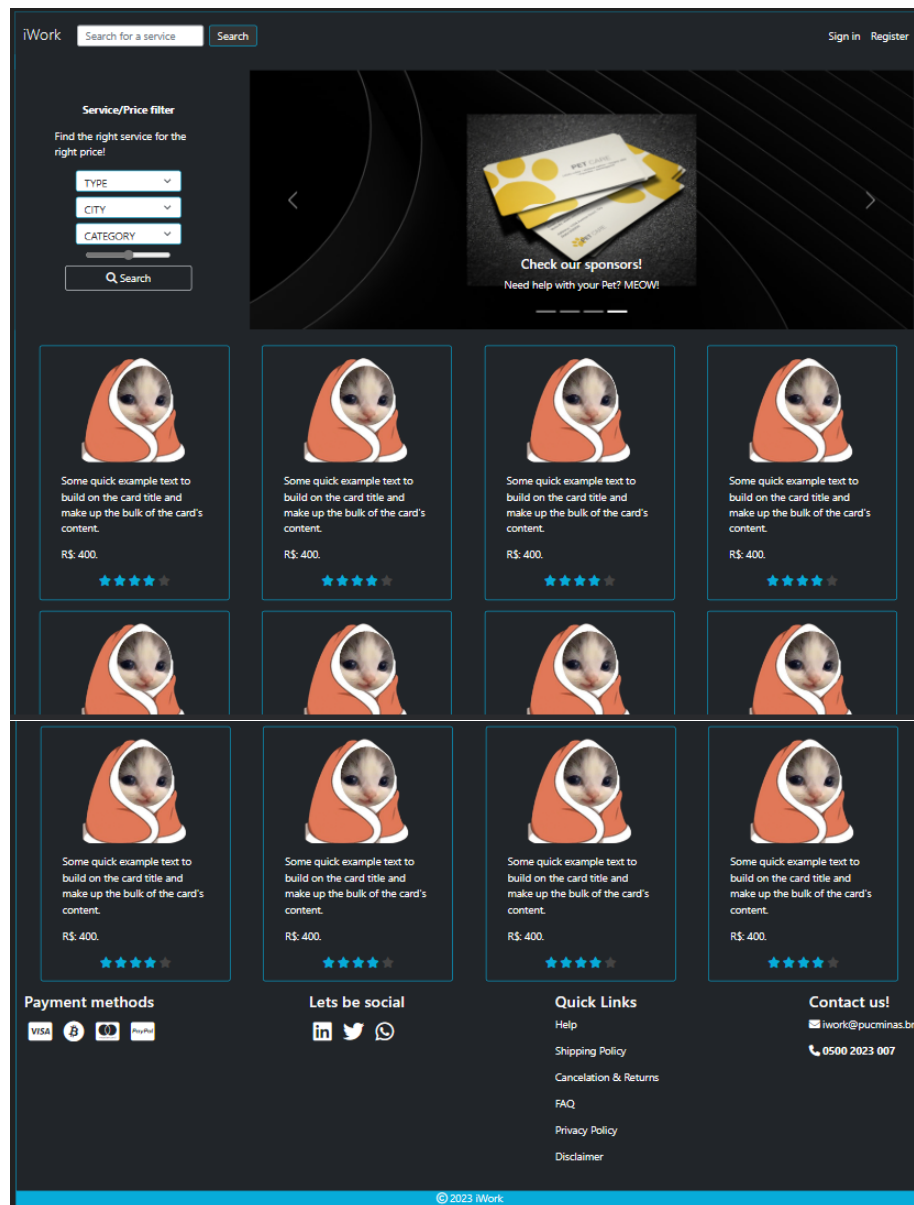 iWork
Search for a service
Search
Sign in
Register
Service/Price filter
Find the right service for the
right price!
TYPE
CITY
CATEGORY
Search
PET CARE
PET CARE
Check our sponsors!
Need help with your Pet? MEOW!
Some quick example text to
build on the card title and
make up the bulk of the card's
content.
R$: 400.
Some quick example text to
build on the card title and
make up the bulk of the card's
content.
R$: 400.
Some quick example text to
build on the card title and
make up the bulk of the card's
content.
R$: 400.
Some quick example text to
build on the card title and
make up the bulk of the card's
content.
R$: 400.
Some quick example text to
build on the card title and
make up the bulk of the card's
content.
R$: 400.
Some quick example text to
build on the card title and
make up the bulk of the card's
content.
R$: 400.
Some quick example text to
build on the card title and
make up the bulk of the card's
content.
R$: 400.
Some quick example text to
build on the card title and
make up the bulk of the card's
content.
R$: 400.
Payment methods
VISA
PayPal
Lets be social
in
Quick Links
Help
Shipping Policy
Cancelation & Returns
FAQ
Privacy Policy
Disclaimer
Contact us!
iwork@pucminas.br
0500 2023 007
© 2023 iWork